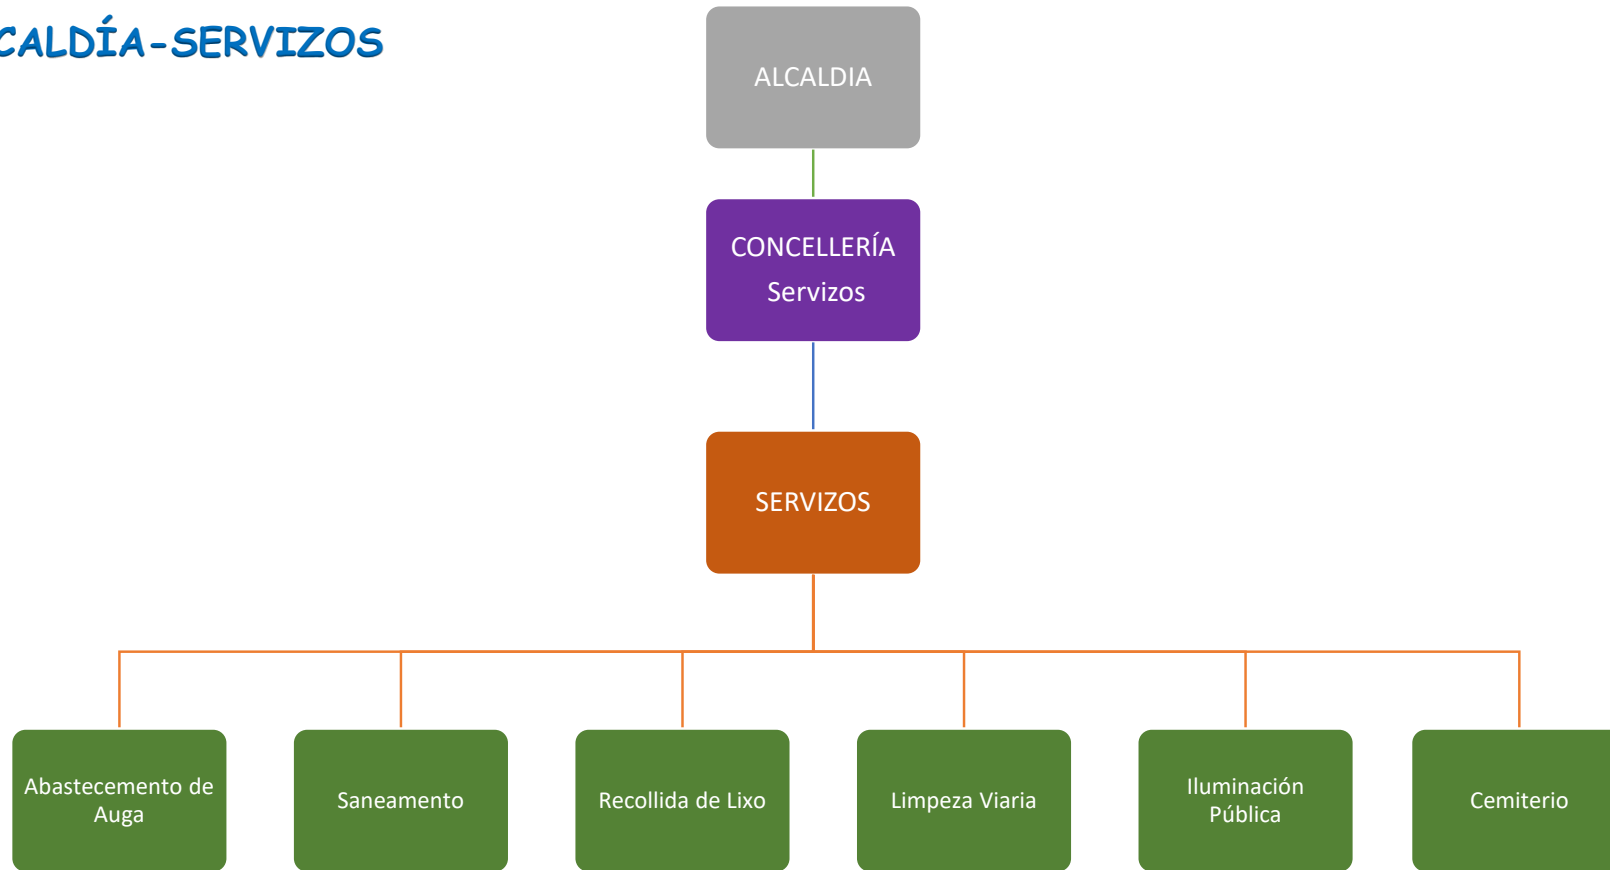 CALDÍA-SERVIZOS
ALCALDIA
CONCELLERÍA
Servizos
SERVIZOS
Abastecemento de
Auga
Saneamento
Recollida de Lixo
Limpeza Viaria
Iluminación
Pública
Cemiterio